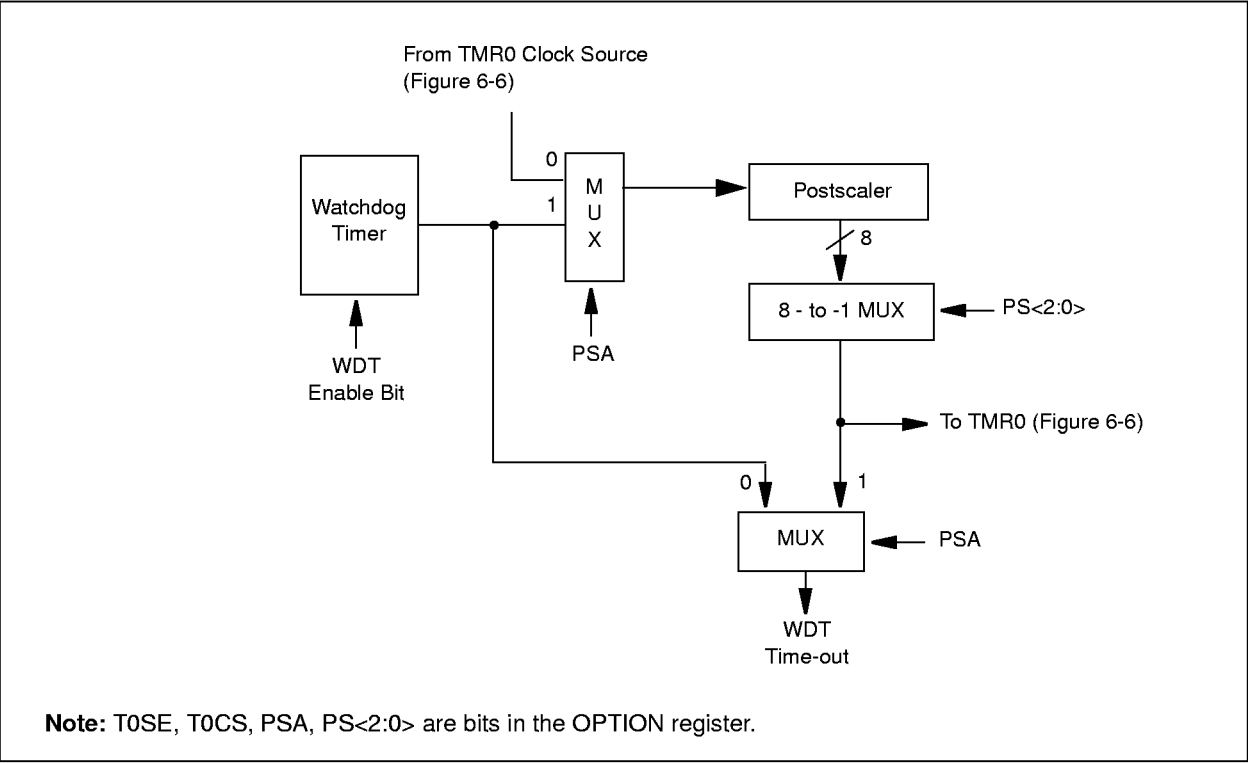 From TMR0 Clock Source
(Figure 6-6)
0
1
M
U
X
Watchdog
Timer
Postscaler
8
8 - to -1 MUX
PS<2:0>
PSA
WDT
Enable Bit
To TMR0 (Figure 6-6)
0
1
MUX
PSA
WDT
Time-out
Note: T0SE, T0CS, PSA, PS<2:0> are bits in the OPTION register.